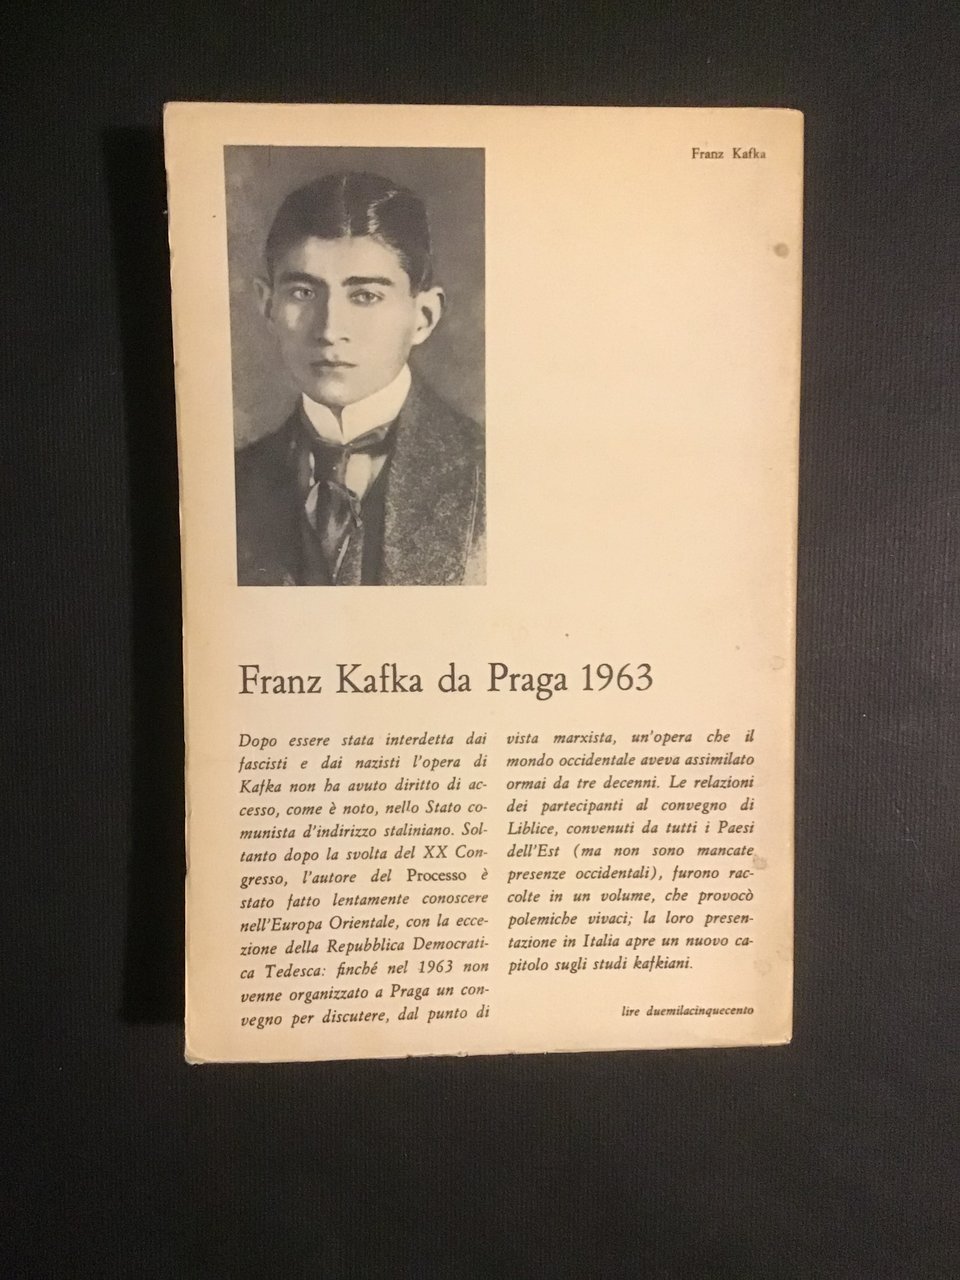 Franz Kafka
Franz Kafka da Praga 1963
Dopo essere stata interdetta dai
fascisti e dai nazisti l'opera di
Kafka non ha avuto diritto di ac-
cesso, come è noto, nello Stato co-
munista d'indirizzo staliniano. Sol-
tanto dopo la svolta del XX Con-
gresso, l'autore del Processo è
stato fatto lentamente conoscere
nell'Europa Orientale, con la ecce-
zione della Repubblica Democrati-
ca Tedesca: finché nel 1963 non
venne organizzato a Praga un con-
vegno per discutere, dal punto di
vista marxista, un'opera che il
mondo occidentale aveva assimilato
ormai da tre decenni. Le relazioni
dei partecipanti al convegno di
Liblice, convenuti da tutti i Paesi
dell'Est (ma non sono mancate
presenze occidentali), furono rac-
colte in un volume, che provocò
polemiche vivaci; la loro presen-
tazione in Italia apre un nuovo ca-
pitolo sugli studi kafkiani.
lire duemilacinquecento